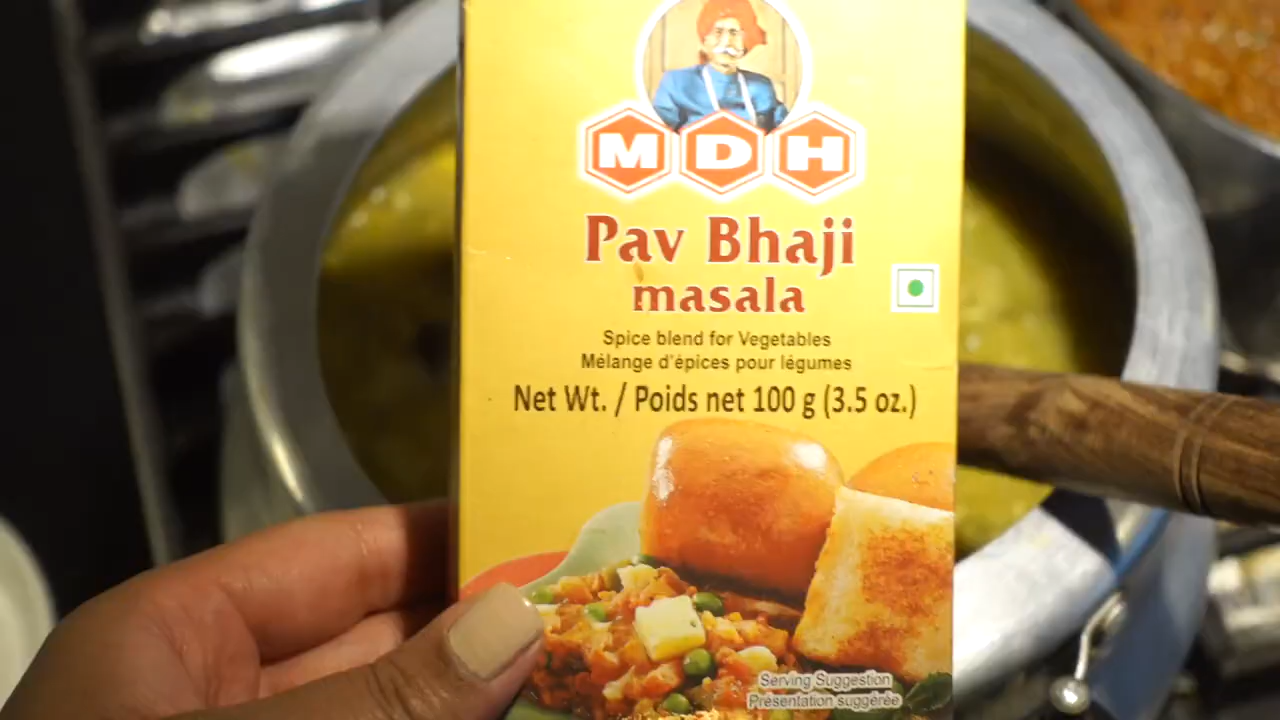 MDH
Pav Bhaji
masala
Spice blend for Vegetables
Mélange d'épices pour légumes
Net Wt. / Poids net 100 g (3.5 oz.)
Serving Suggestion
Présentation suggérée